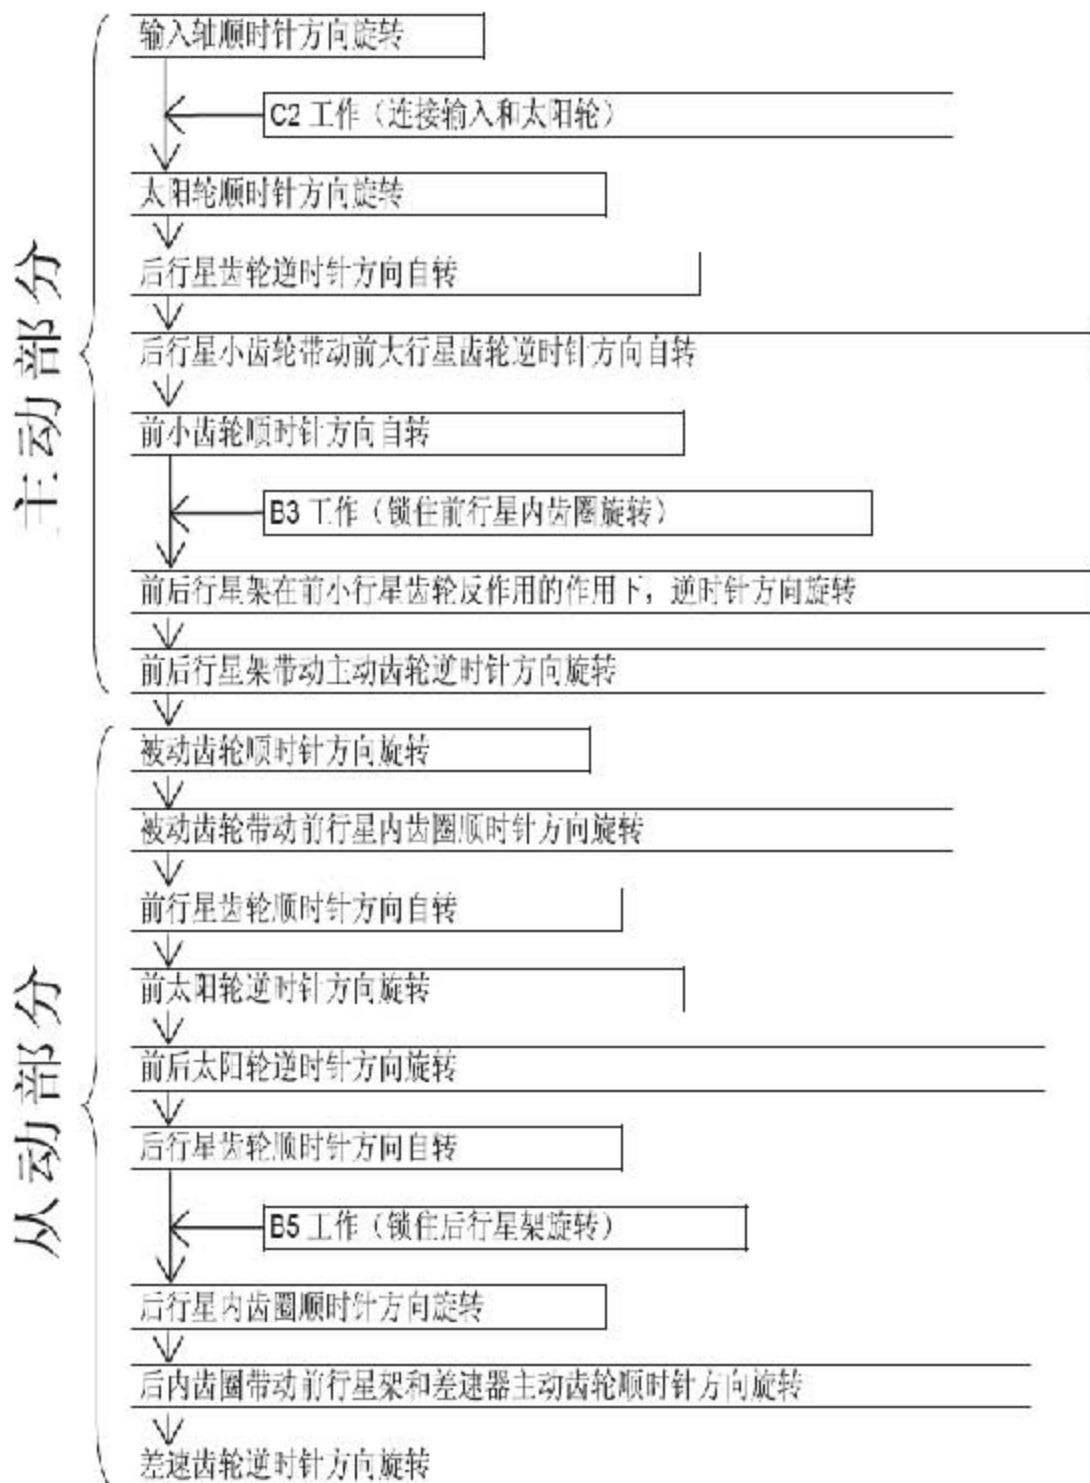 主动部分
输入轴顺时针方向旋转
C2 工作（连接输入和太阳轮）
太阳轮顺时针方向旋转
后行星齿轮逆时针方向自转
后行星小齿轮带动前大行星齿轮逆时针方向自转
前小齿轮顺时针方向自转
B3 工作（锁住前行星内齿圈旋转）
前后行星架在前小行星齿轮反作用的作用下，逆时针方向旋转
前后行星架带动主动齿轮逆时针方向旋转
从动部分
被动齿轮顺时针方向旋转
被动齿轮带动前行星内齿圈顺时针方向旋转
前行星齿轮顺时针方向自转
前太阳轮逆时针方向旋转
前后太阳轮逆时针方向旋转
后行星齿轮顺时针方向自转
B5 工作（锁住后行星架旋转）
后行星内齿圈顺时针方向旋转
后内齿圈带动前行星架和差速器主动齿轮顺时针方向旋转
差速齿轮逆时针方向旋转